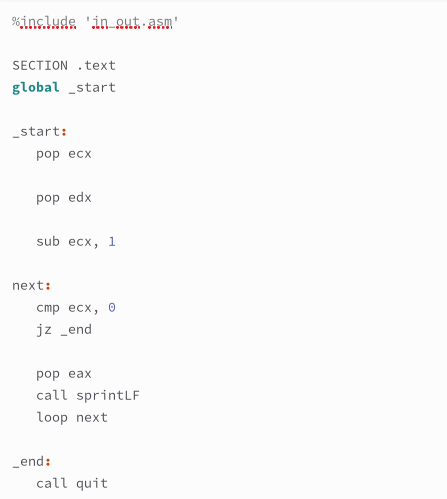 %include 'in_out.asm'
SECTION .text
global _start
_start:
pop ecx
pop edx
sub ecx, 1
next:
cmp ecx, 0
jz _end
pop eax
call sprintLF
loop next
_end:
call quit